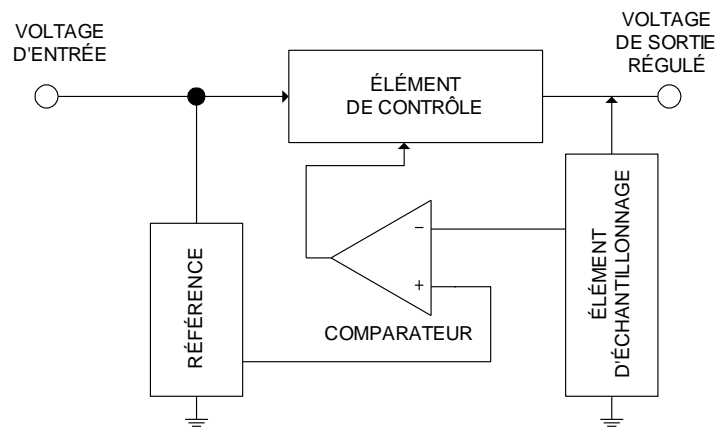 VOLTAGE
D'ENTRÉE
VOLTAGE
DE SORTIE
RÉGULÉ
ÉLÉMENT
DE CONTRÔLE
−
+
COMPARATEUR
RÉFÉRENCE
ÉLÉMENT
D'ÉCHANTILLONNAGE